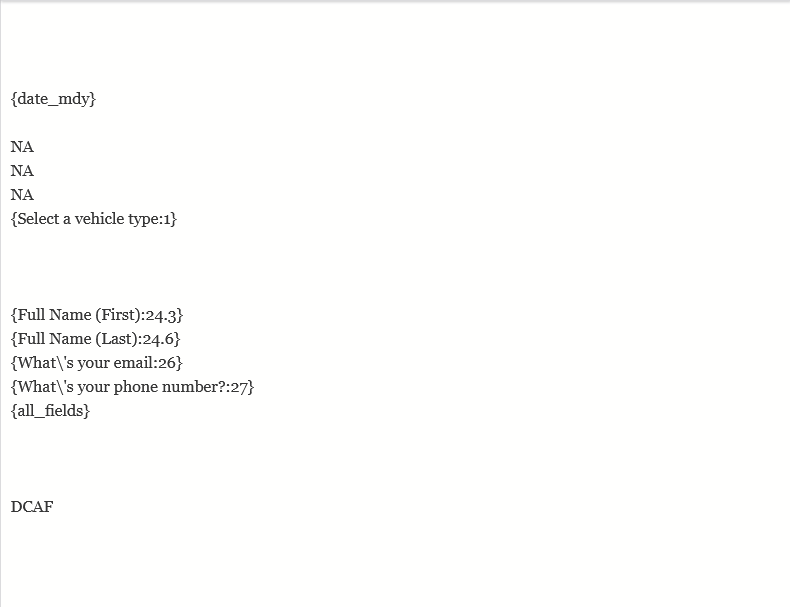 {date_mdy}
NA
NA
NA
{Select a vehicle type:1}
{Full Name (First):24.3}
{Full Name (Last):24.6}
{What\'s your email:26}
{What\'s your phone number?:27}
{all_fields}
DCAF